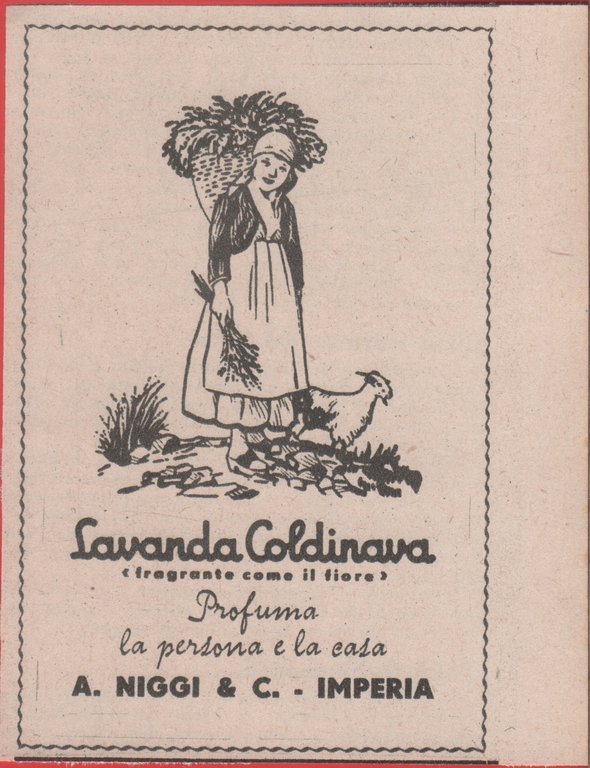 Lavanda Coldinava
‹ fragrante come il fiore ›
Profuma
la persona e la casa
A. NIGGI & C. - IMPERIA